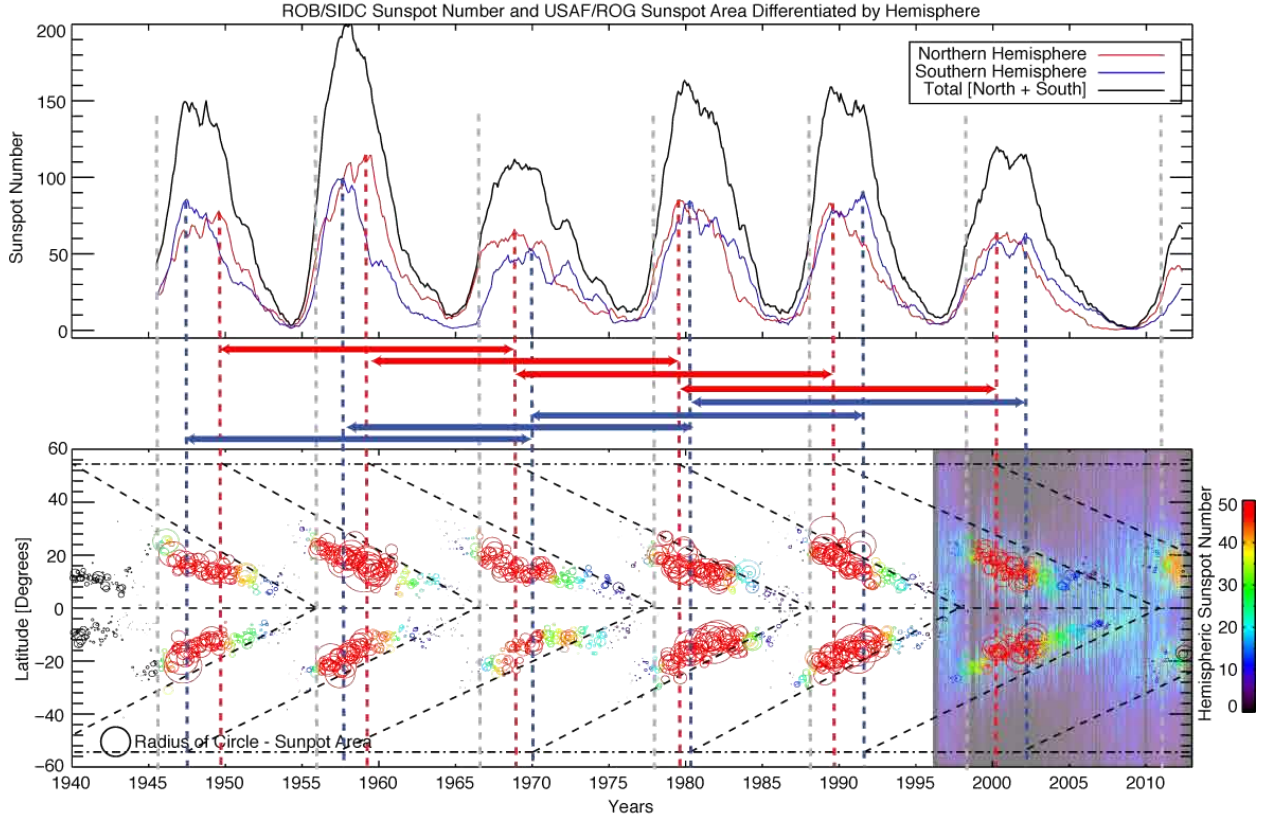 ROB/SIDC Sunspot Number and USAF/ROG Sunspot Area Differentiated by Hemisphere
200
150
100
50
0
Sunspot Number
Northern Hemisphere
Southern Hemisphere
Total [North + South]
60
40
20
0
−20
−40
−60
Latitude [Degrees]
Radius of Circle - Sunpot Area
1940 1945 1950 1955 1960 1965 1970 1975 1980 1985 1990 1995 2000 2005 2010
Years
50
40
30
20
10
0
Hemispheric Sunspot Number